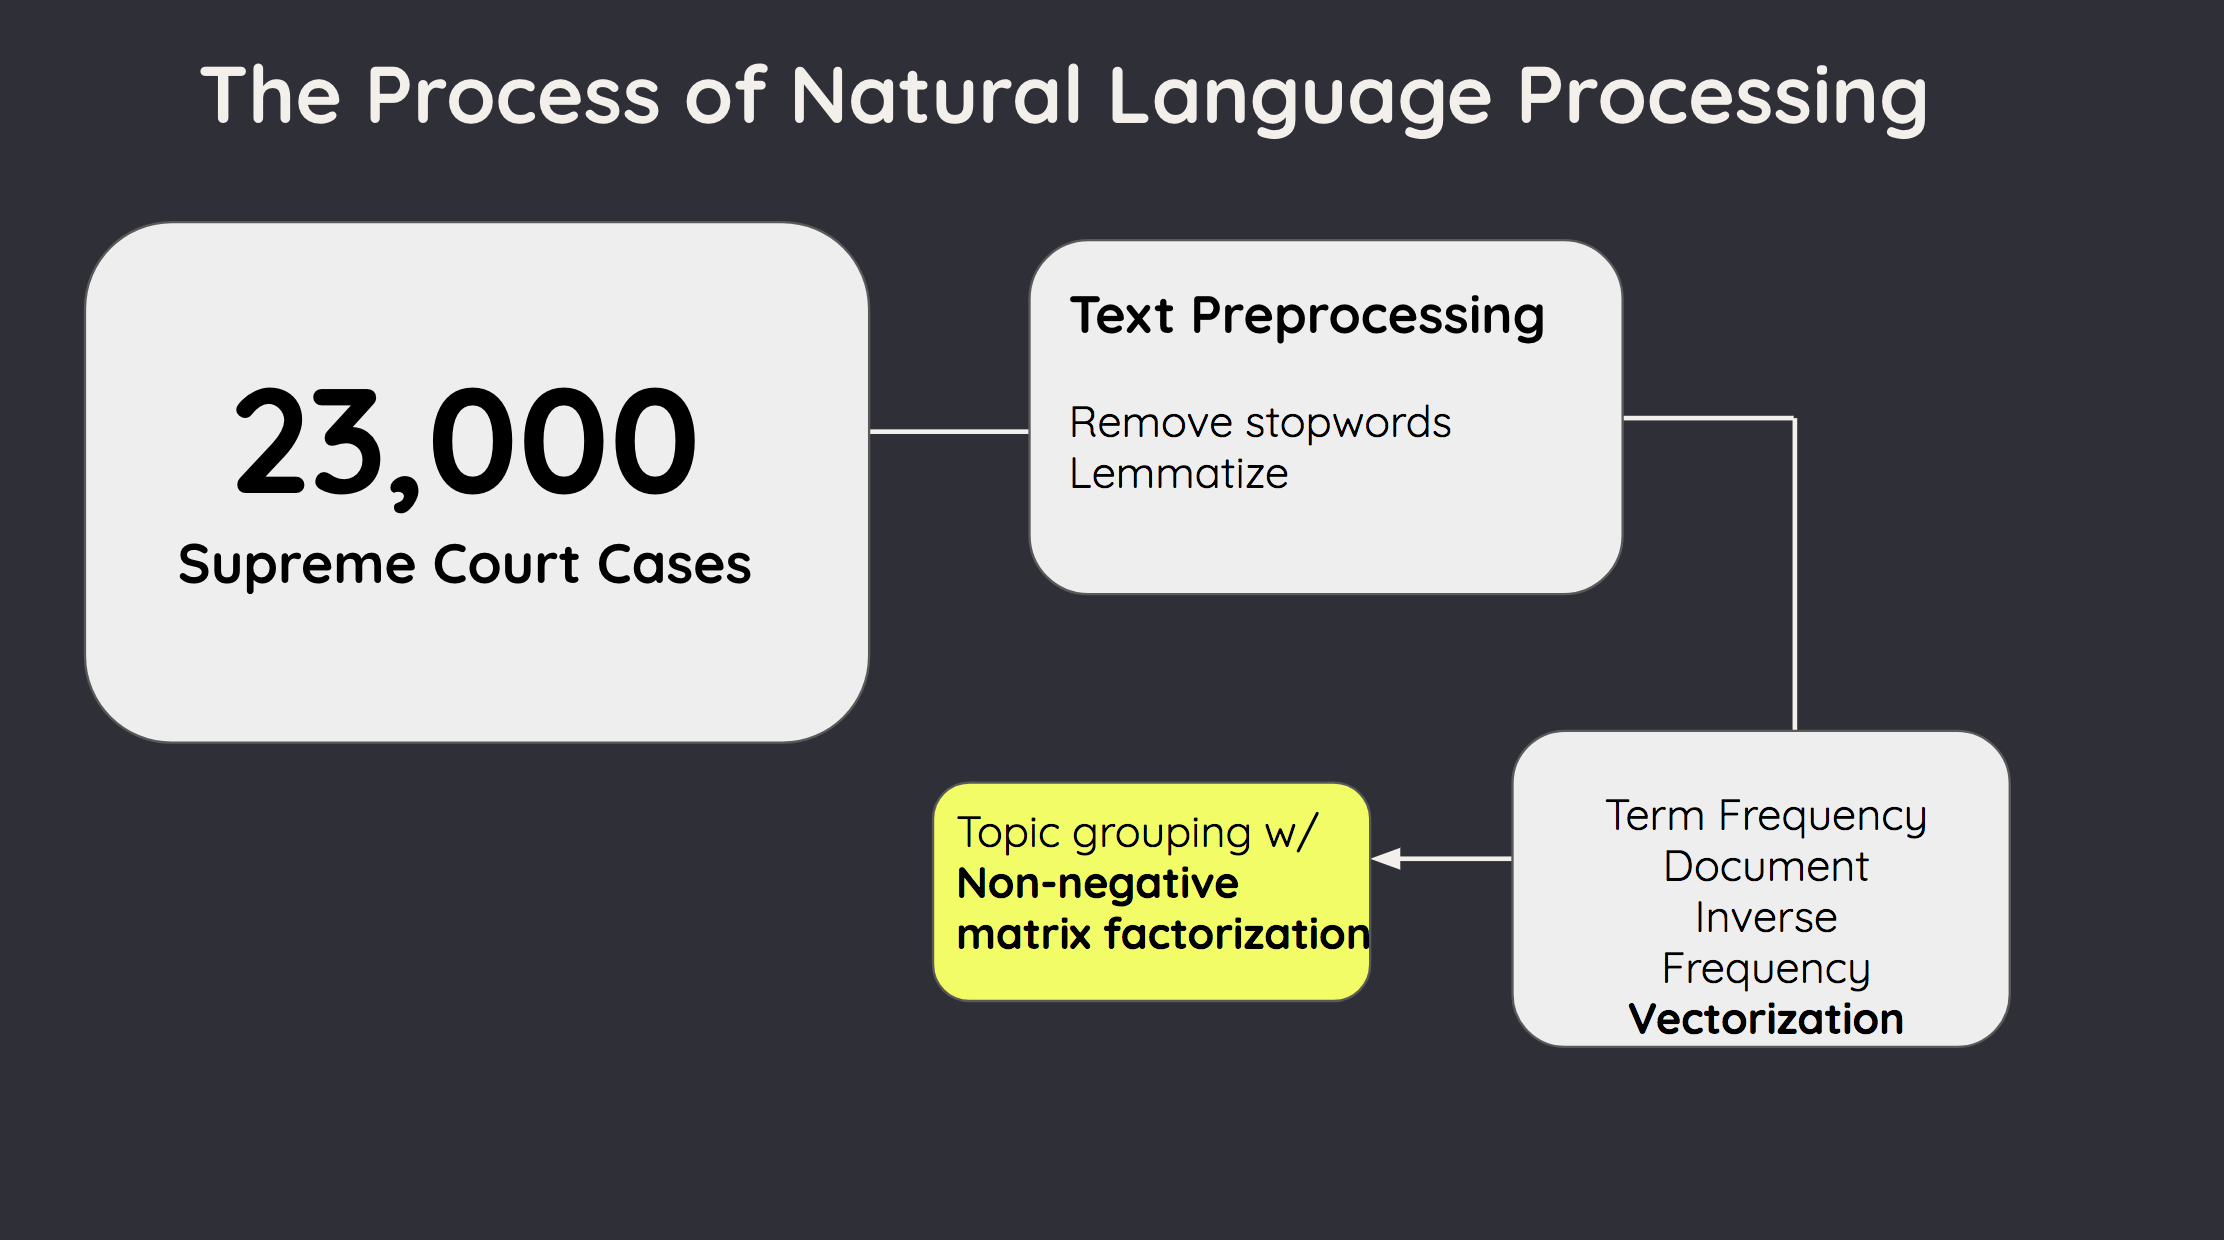 The Process of Natural Language Processing
23,000
Supreme Court Cases
Text Preprocessing
Remove stopwords
Lemmatize
Term Frequency
Document
Inverse
Frequency
Vectorization
Topic grouping w/
Non-negative
matrix factorization